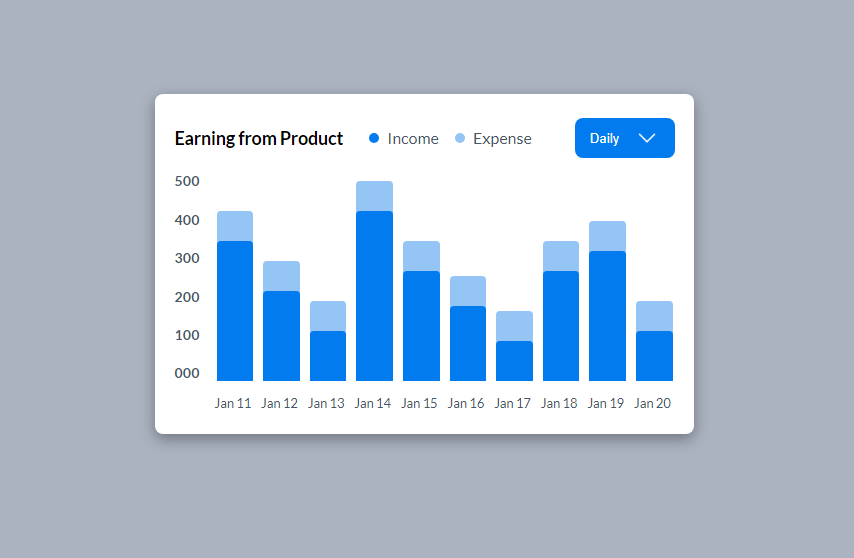 Earning from Product
Income
Expense
Daily
500
400
300
200
100
000
Jan 11
Jan 12
Jan 13
Jan 14
Jan 15
Jan 16
Jan 17
Jan 18
Jan 19
Jan 20